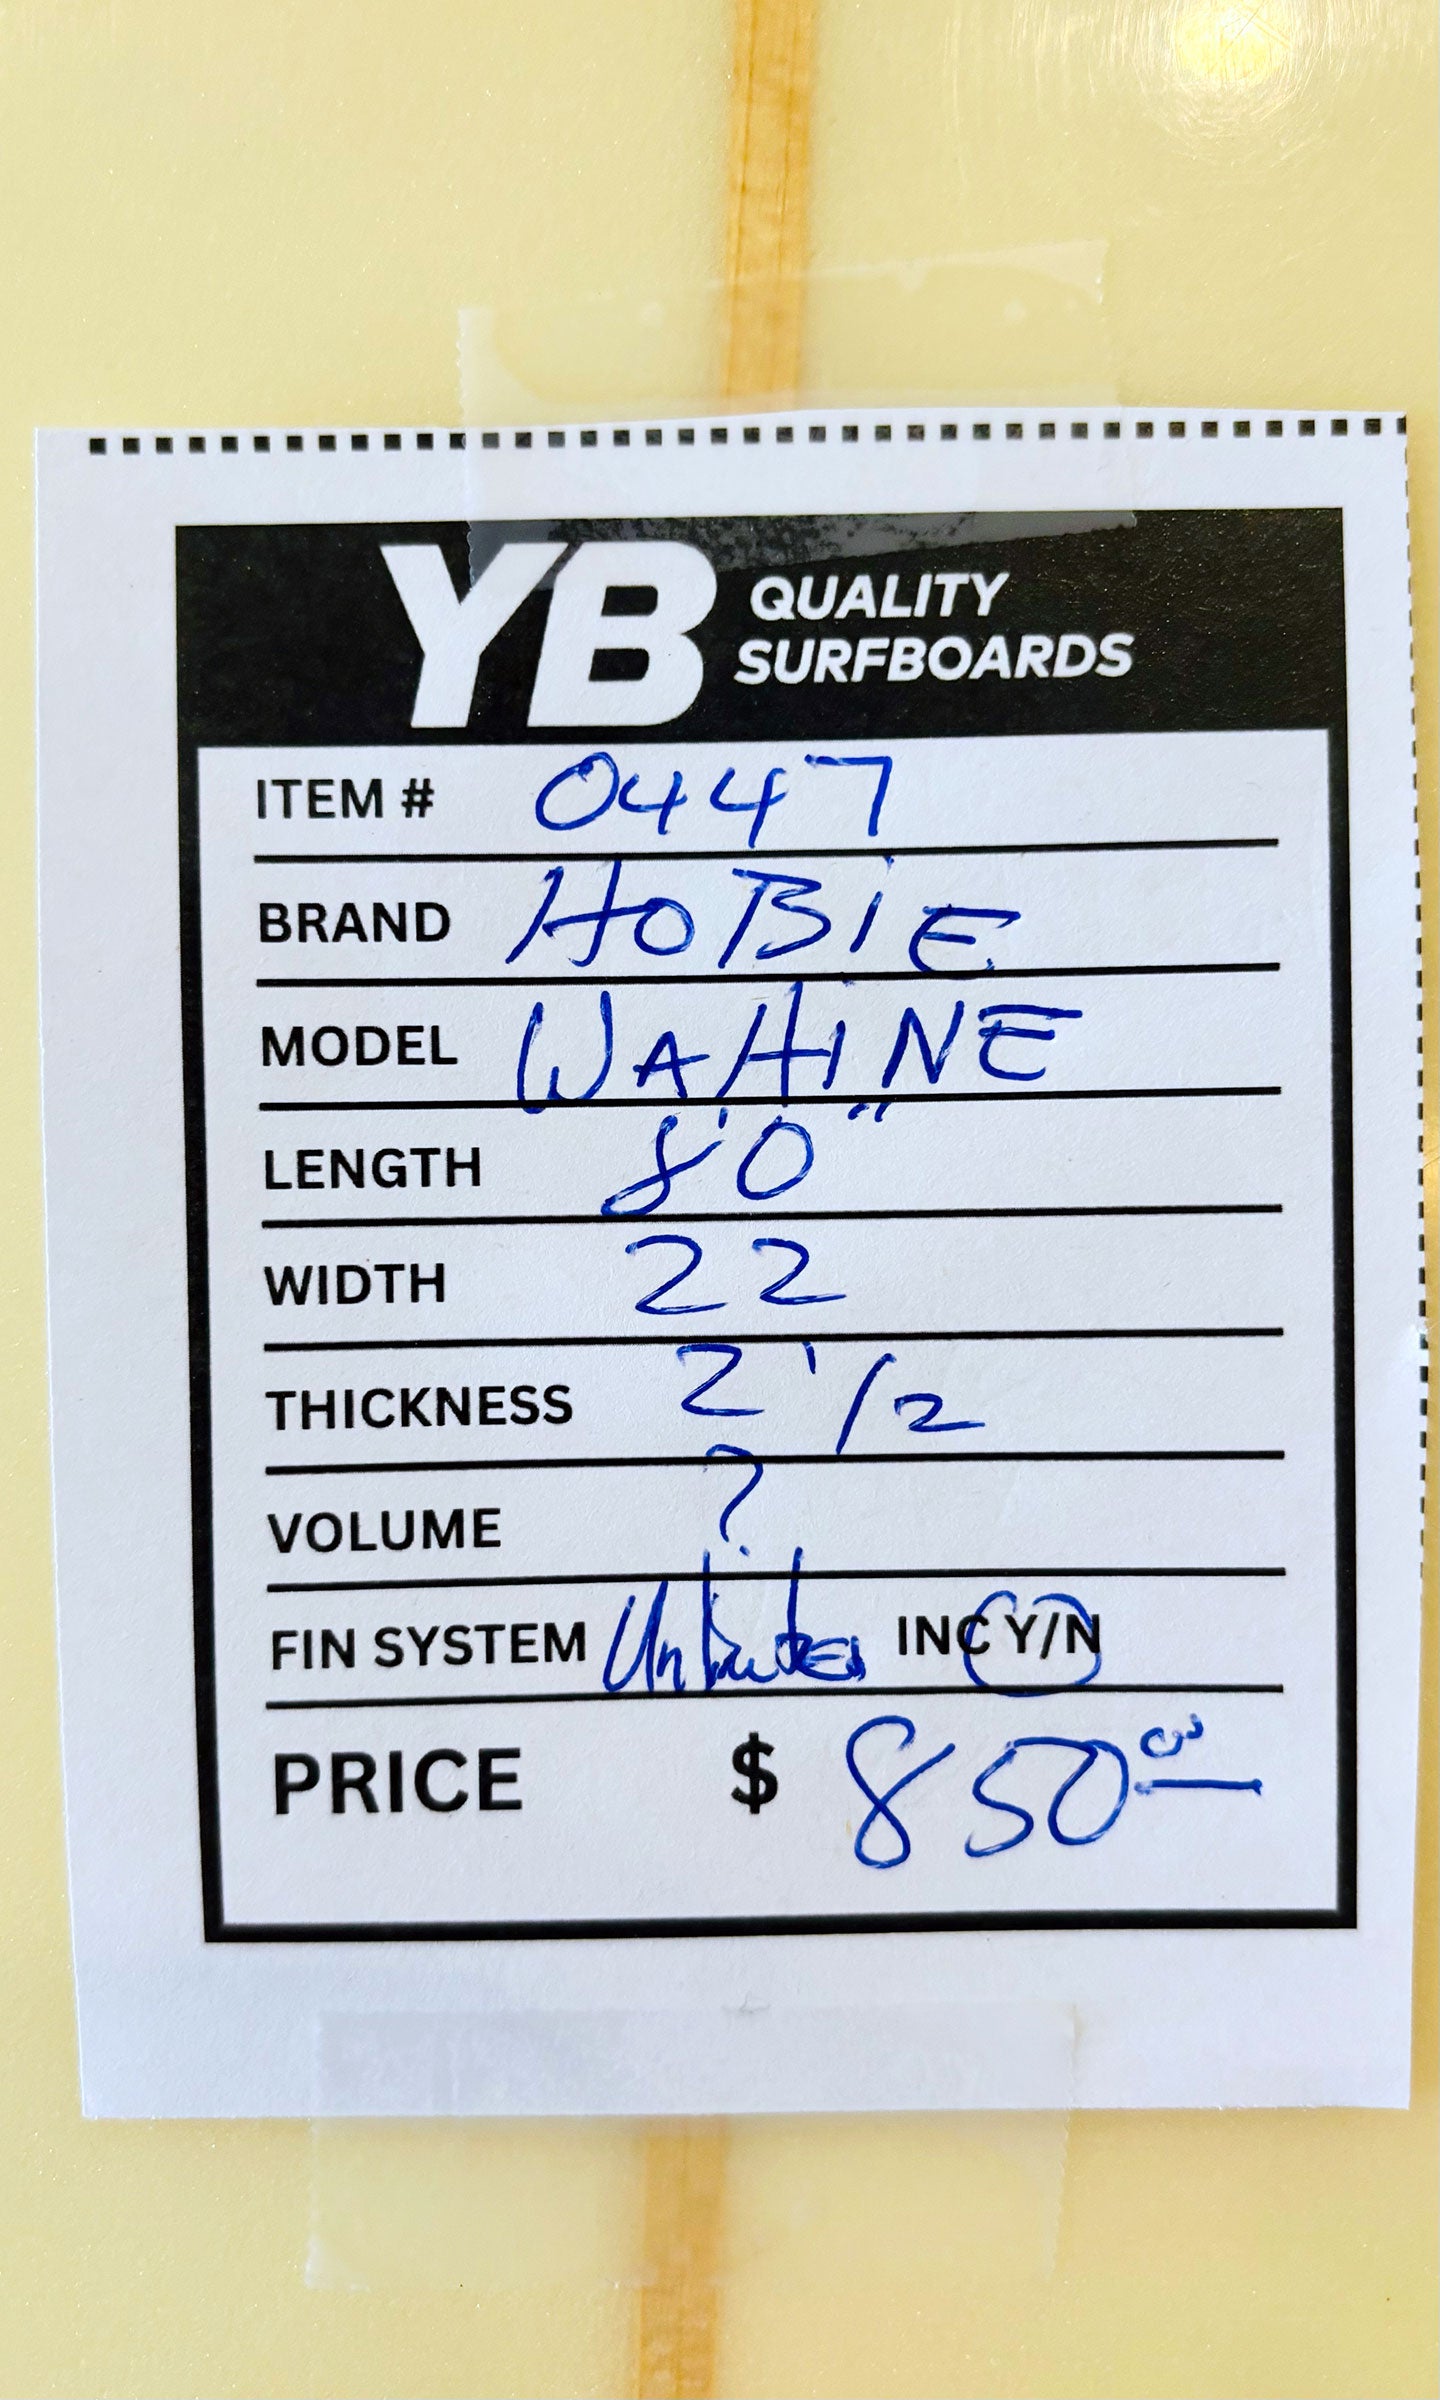 YB QUALITY
SURFBOARDS
ITEM # 0447
BRAND HOBiE
MODEL WAHiNE
LENGTH 8'0"
WIDTH 22
THICKNESS 2 1/2
VOLUME ?
FIN SYSTEM INC Y/N
PRICE $ 850.00